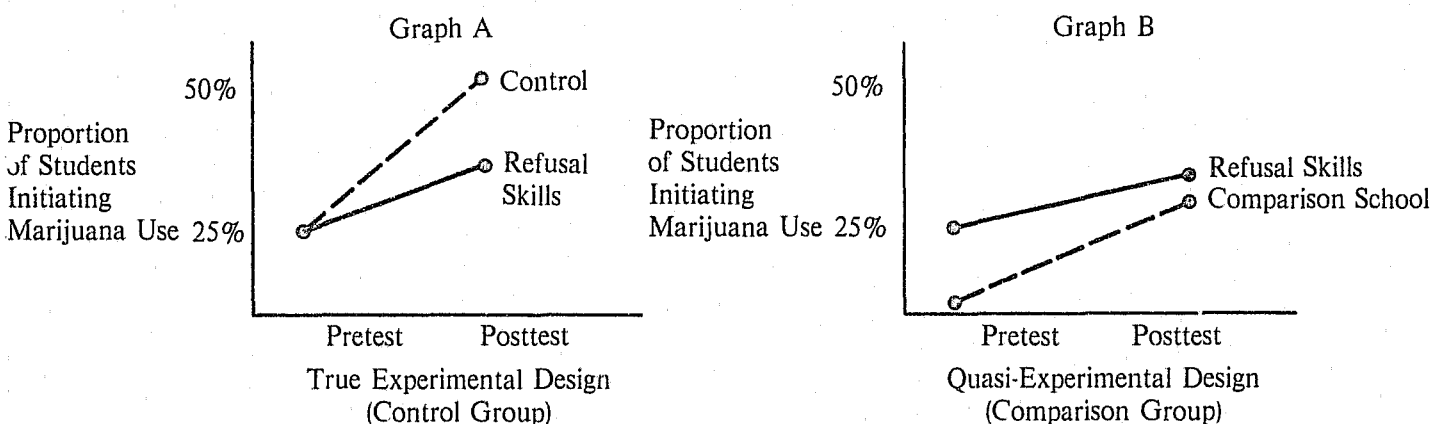 Graph A
50%
Control
Proportion
of Students
Initiating
Marijuana Use 25%
Refusal
Skills
Pretest Posttest
True Experimental Design
(Control Group)
Graph B
50%
Proportion
of Students
Initiating
Marijuana Use 25%
Refusal Skills
Comparison School
Pretest Posttest
Quasi-Experimental Design
(Comparison Group)